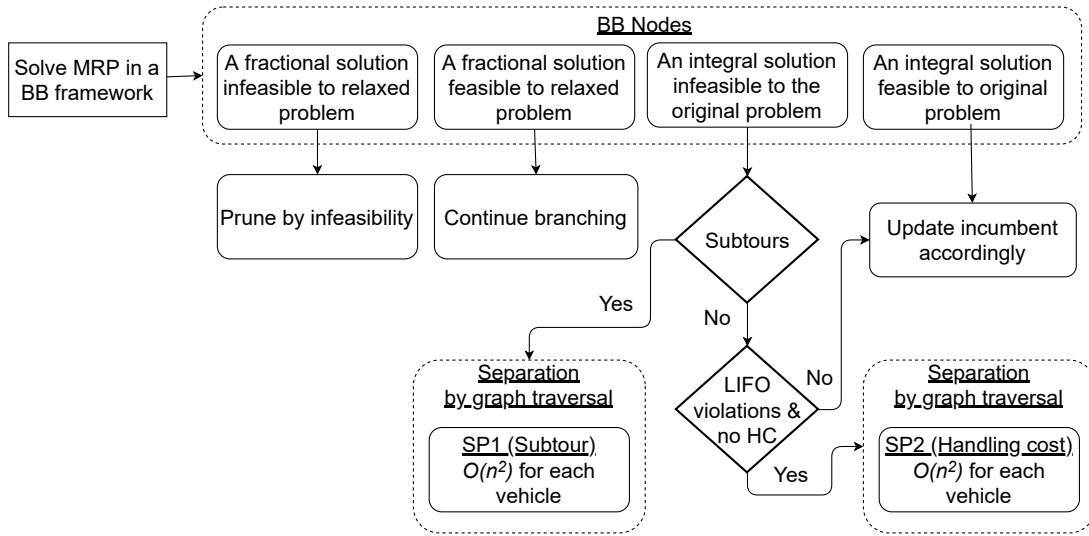 BB Nodes
Solve MRP in a
BB framework
A fractional solution
infeasible to relaxed
problem
A fractional solution
feasible to relaxed
problem
An integral solution
infeasible to the
original problem
An integral solution
feasible to original
problem
Prune by infeasibility
Continue branching
Subtours
Update incumbent
accordingly
Yes
No
Separation
by graph traversal
SP1 (Subtour)
O(n²) for each
vehicle
LIFO
violations &
no HC
No
Yes
Separation
by graph traversal
SP2 (Handling cost)
O(n²) for each
vehicle